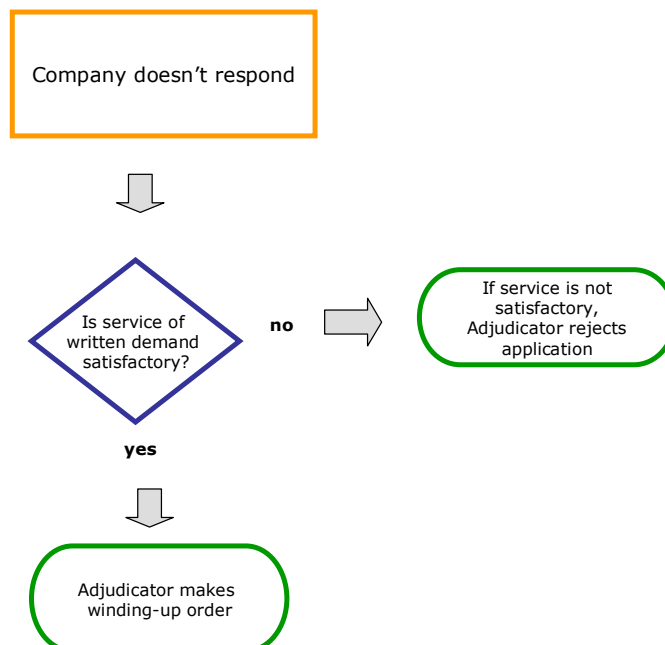 Company doesn’t respond
Is service of
written demand
satisfactory?
no
If service is not
satisfactory,
Adjudicator rejects
application
yes
Adjudicator makes
winding-up order